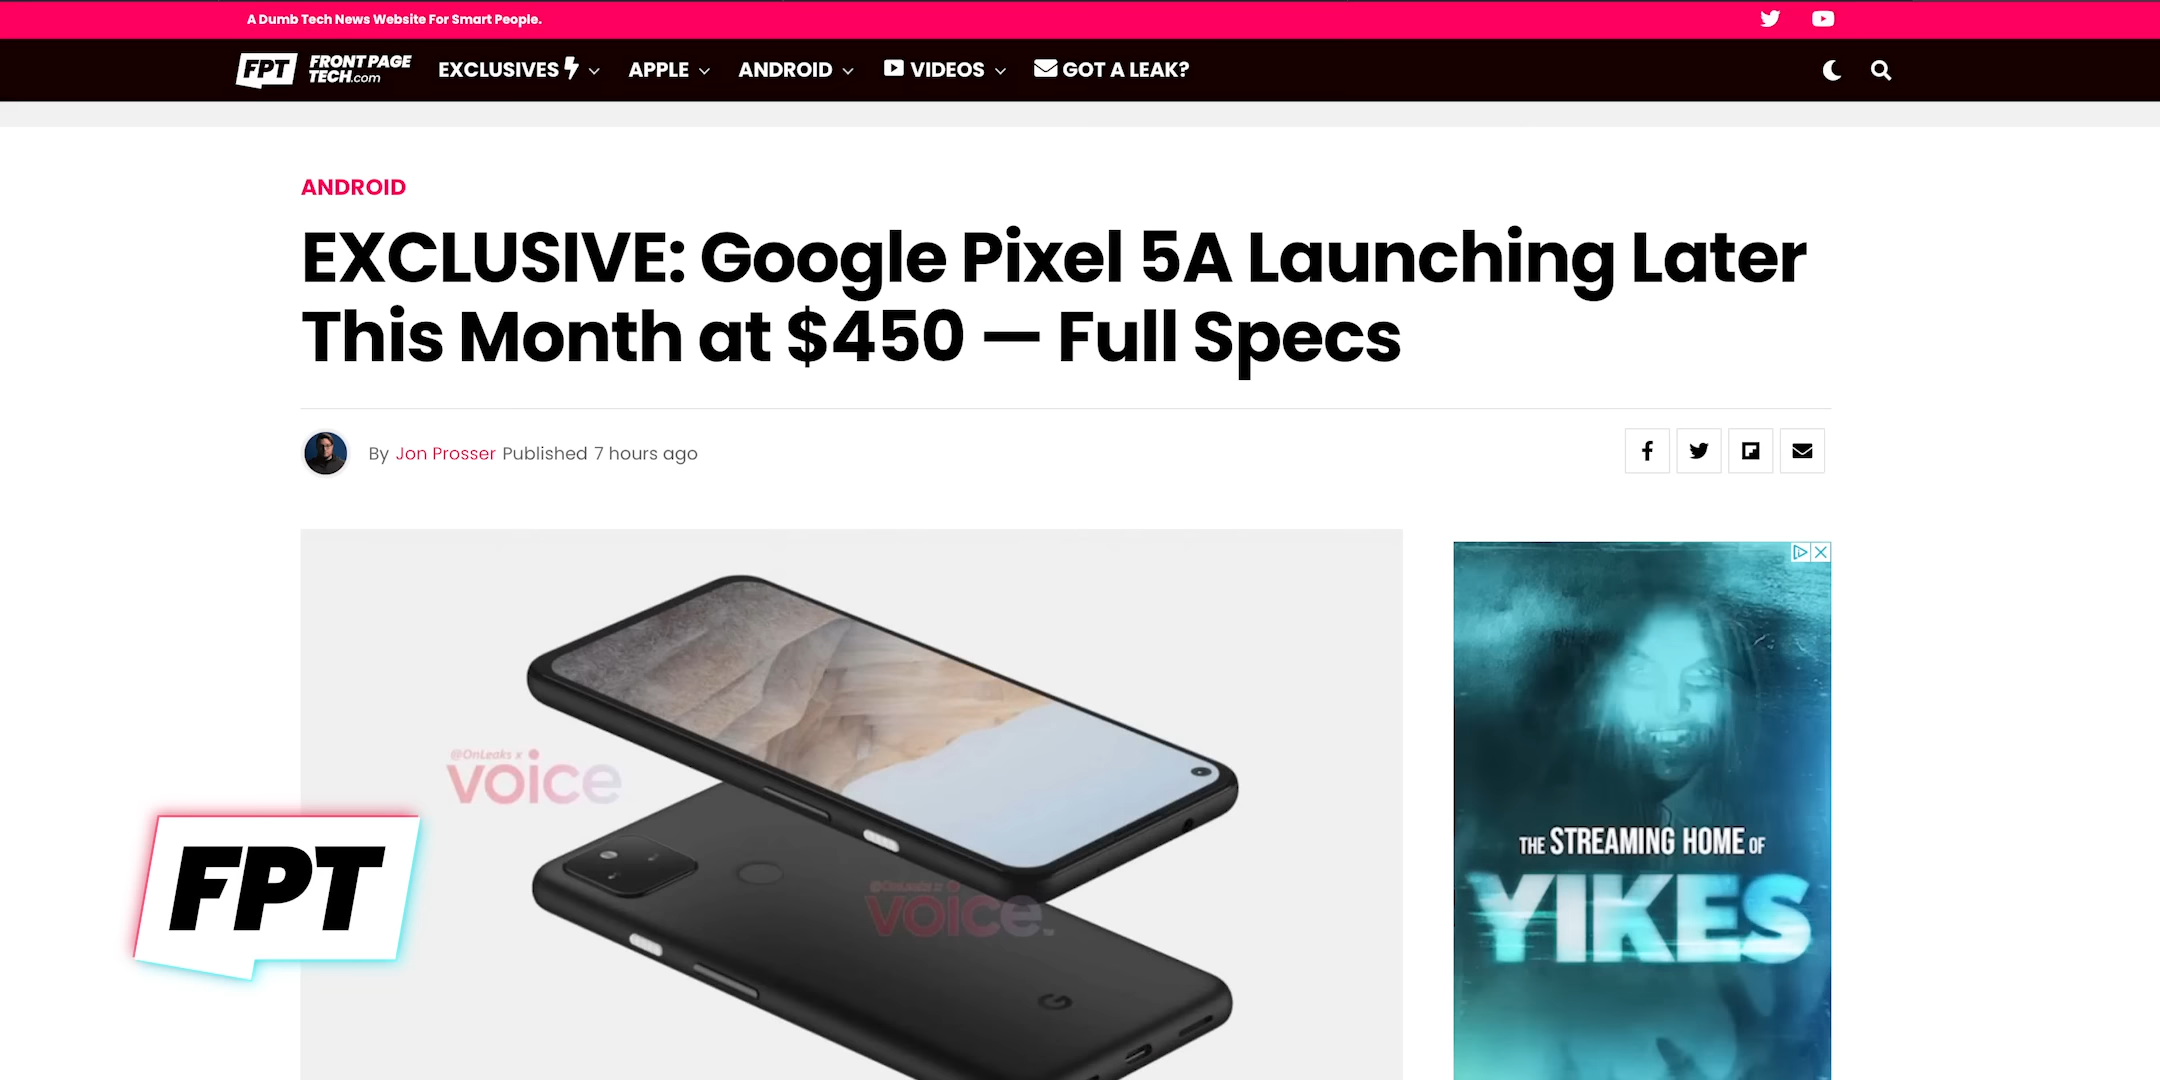 A Dumb Tech News Website For Smart People.
FPT FRONT PAGE TECH.com
EXCLUSIVES
APPLE
ANDROID
VIDEOS
GOT A LEAK?
ANDROID
EXCLUSIVE: Google Pixel 5A Launching Later
This Month at $450 — Full Specs
By Jon Prosser Published 7 hours ago
@OnLeaks x
voice
@OnLeaks x
voice
FPT
THE STREAMING HOME OF
YIKES